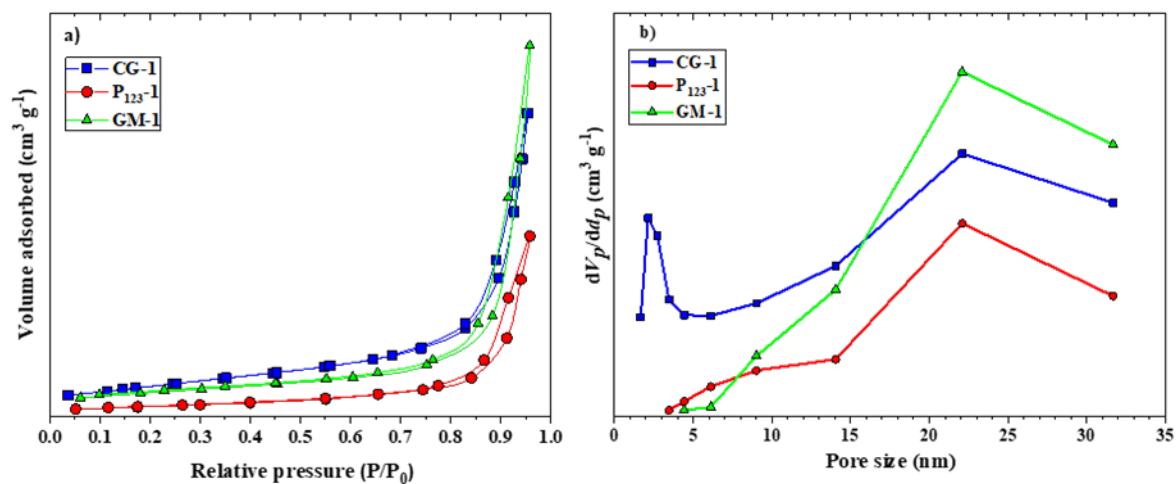 a)
CG-1
P₁₂₃-1
GM-1
Volume adsorbed (cm³ g⁻¹)
0.0 0.1 0.2 0.3 0.4 0.5 0.6 0.7 0.8 0.9 1.0
Relative pressure (P/P₀)
b)
CG-1
P₁₂₃-1
GM-1
dVp/ddp (cm³ g⁻¹)
0 5 10 15 20 25 30 35
Pore size (nm)